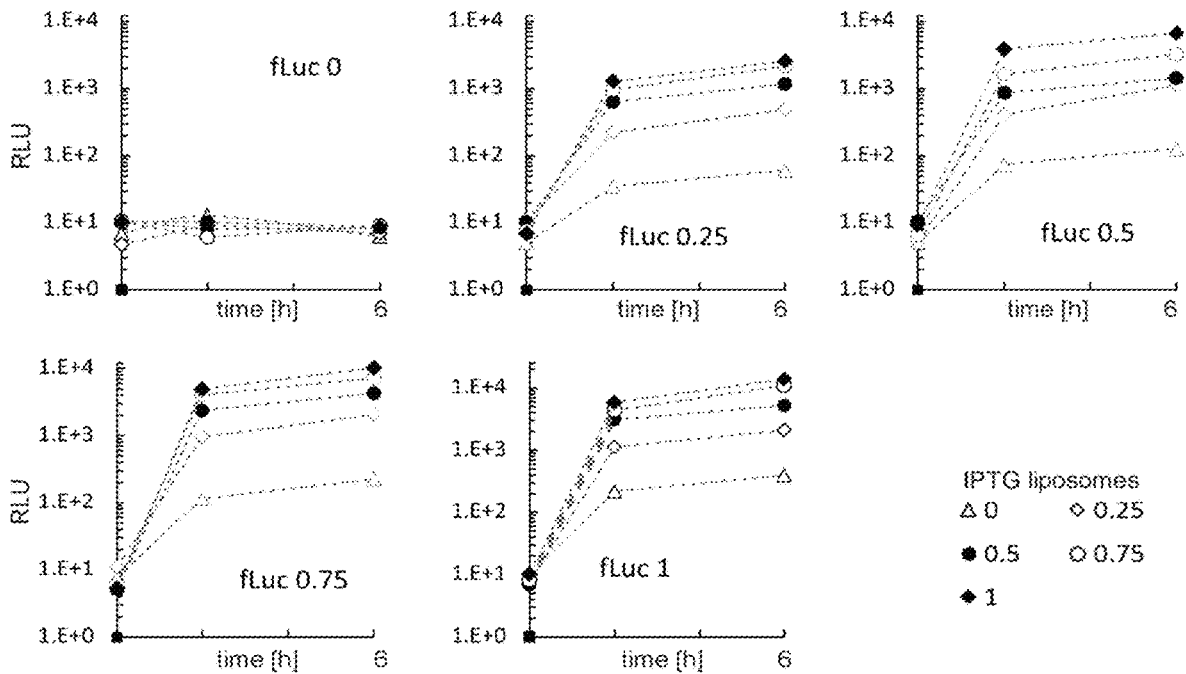 1.E+4
1.E+3
1.E+2
1.E+1
1.E+0
RLU
fLuc 0
time [h]
6
1.E+4
1.E+3
1.E+2
1.E+1
1.E+0
fLuc 0.25
time [h]
6
1.E+4
1.E+3
1.E+2
1.E+1
1.E+0
fLuc 0.5
time [h]
6
1.E+4
1.E+3
1.E+2
1.E+1
1.E+0
RLU
fLuc 0.75
time [h]
6
1.E+4
1.E+3
1.E+2
1.E+1
1.E+0
fLuc 1
time [h]
6
IPTG liposomes
0
0.25
0.5
0.75
1